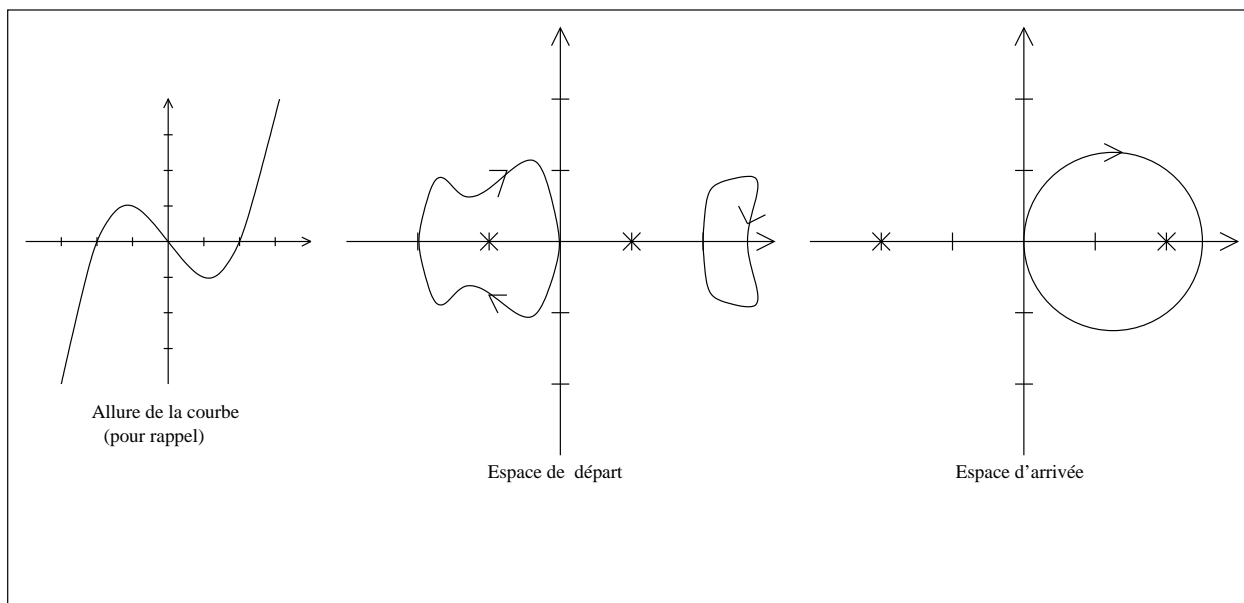 Allure de la courbe
(pour rappel)
Espace de départ
Espace d'arrivée